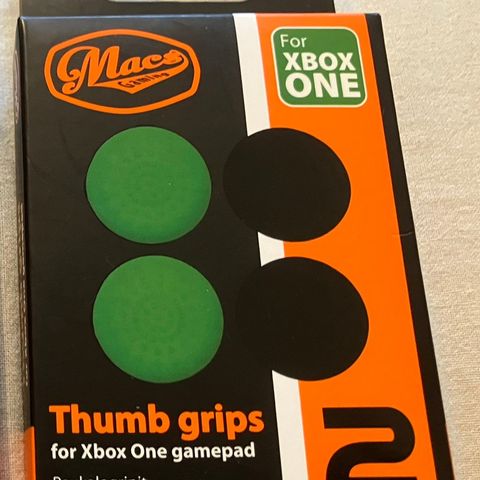 Macs
Gaming
For
XBOX
ONE
Thumb grips
for Xbox One gamepad
2